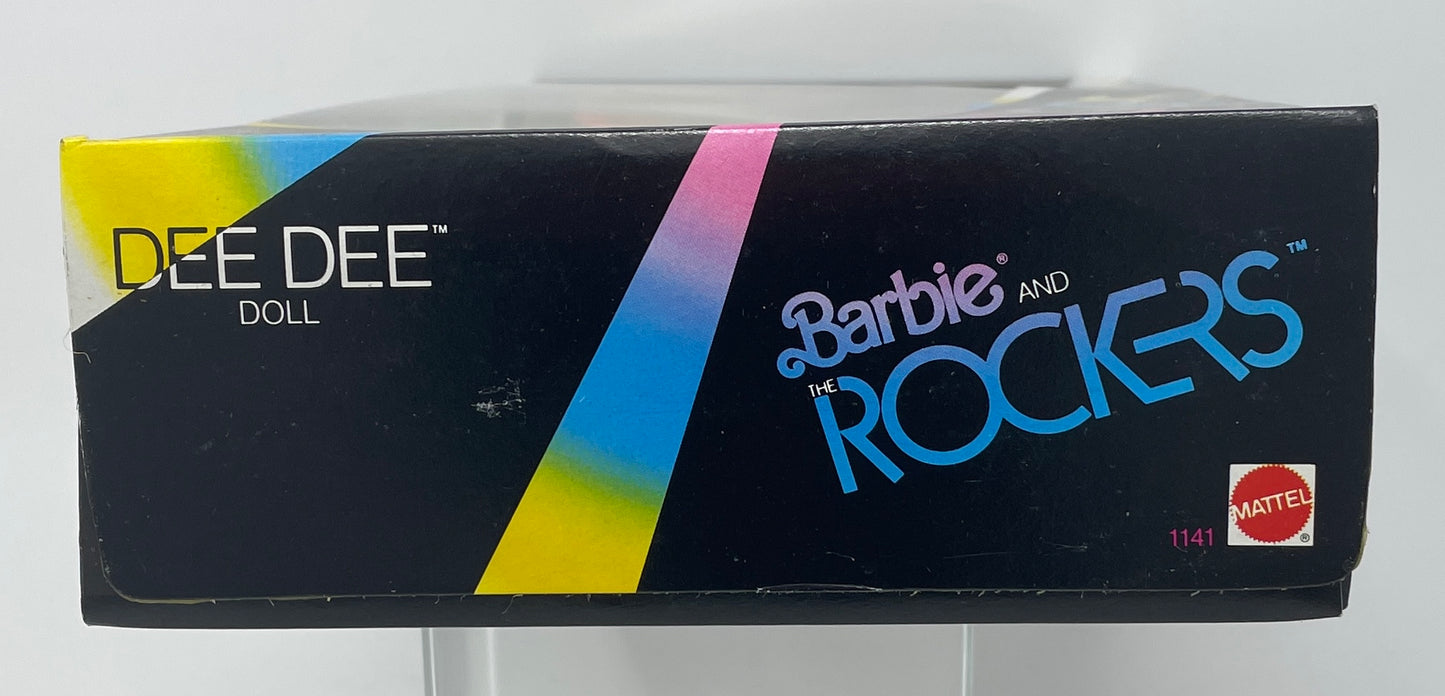 DEE DEE™
DOLL
Barbie® AND
THE ROCKERS™
1141
MATTEL®